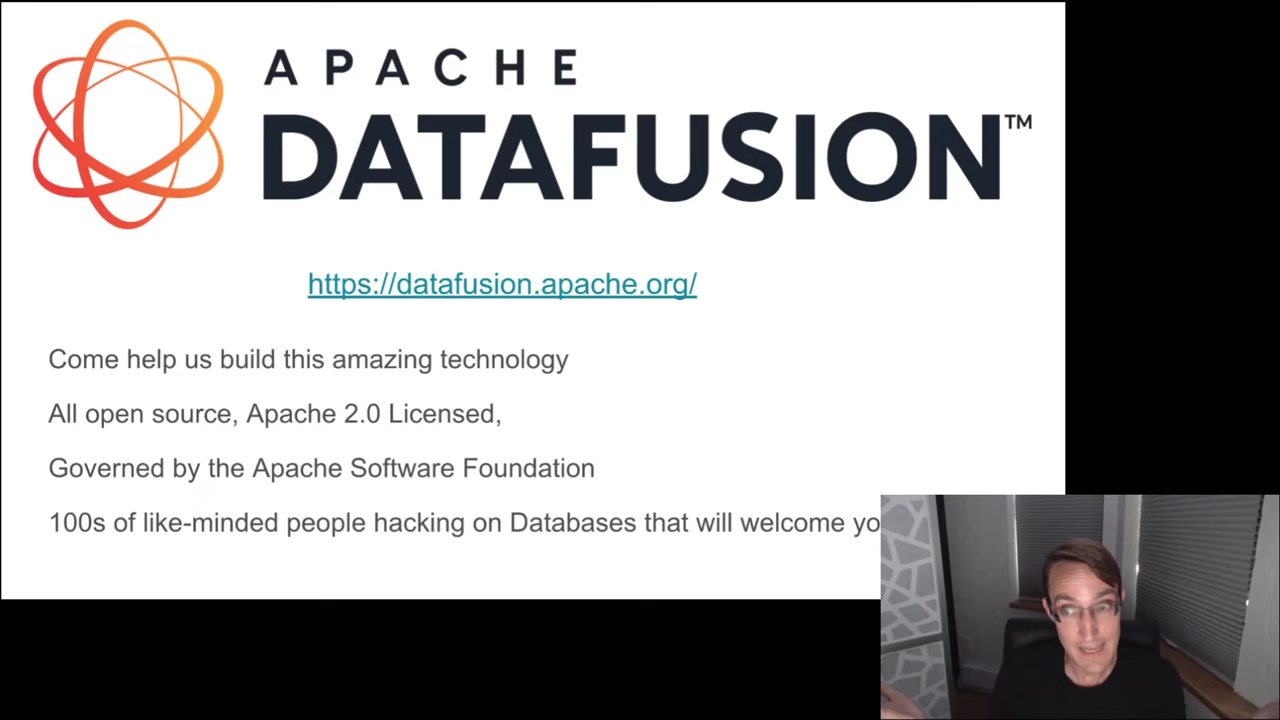 APACHE
DATAFUSION™
https://datafusion.apache.org/
Come help us build this amazing technology
All open source, Apache 2.0 Licensed,
Governed by the Apache Software Foundation
100s of like-minded people hacking on Databases that will welcome yo